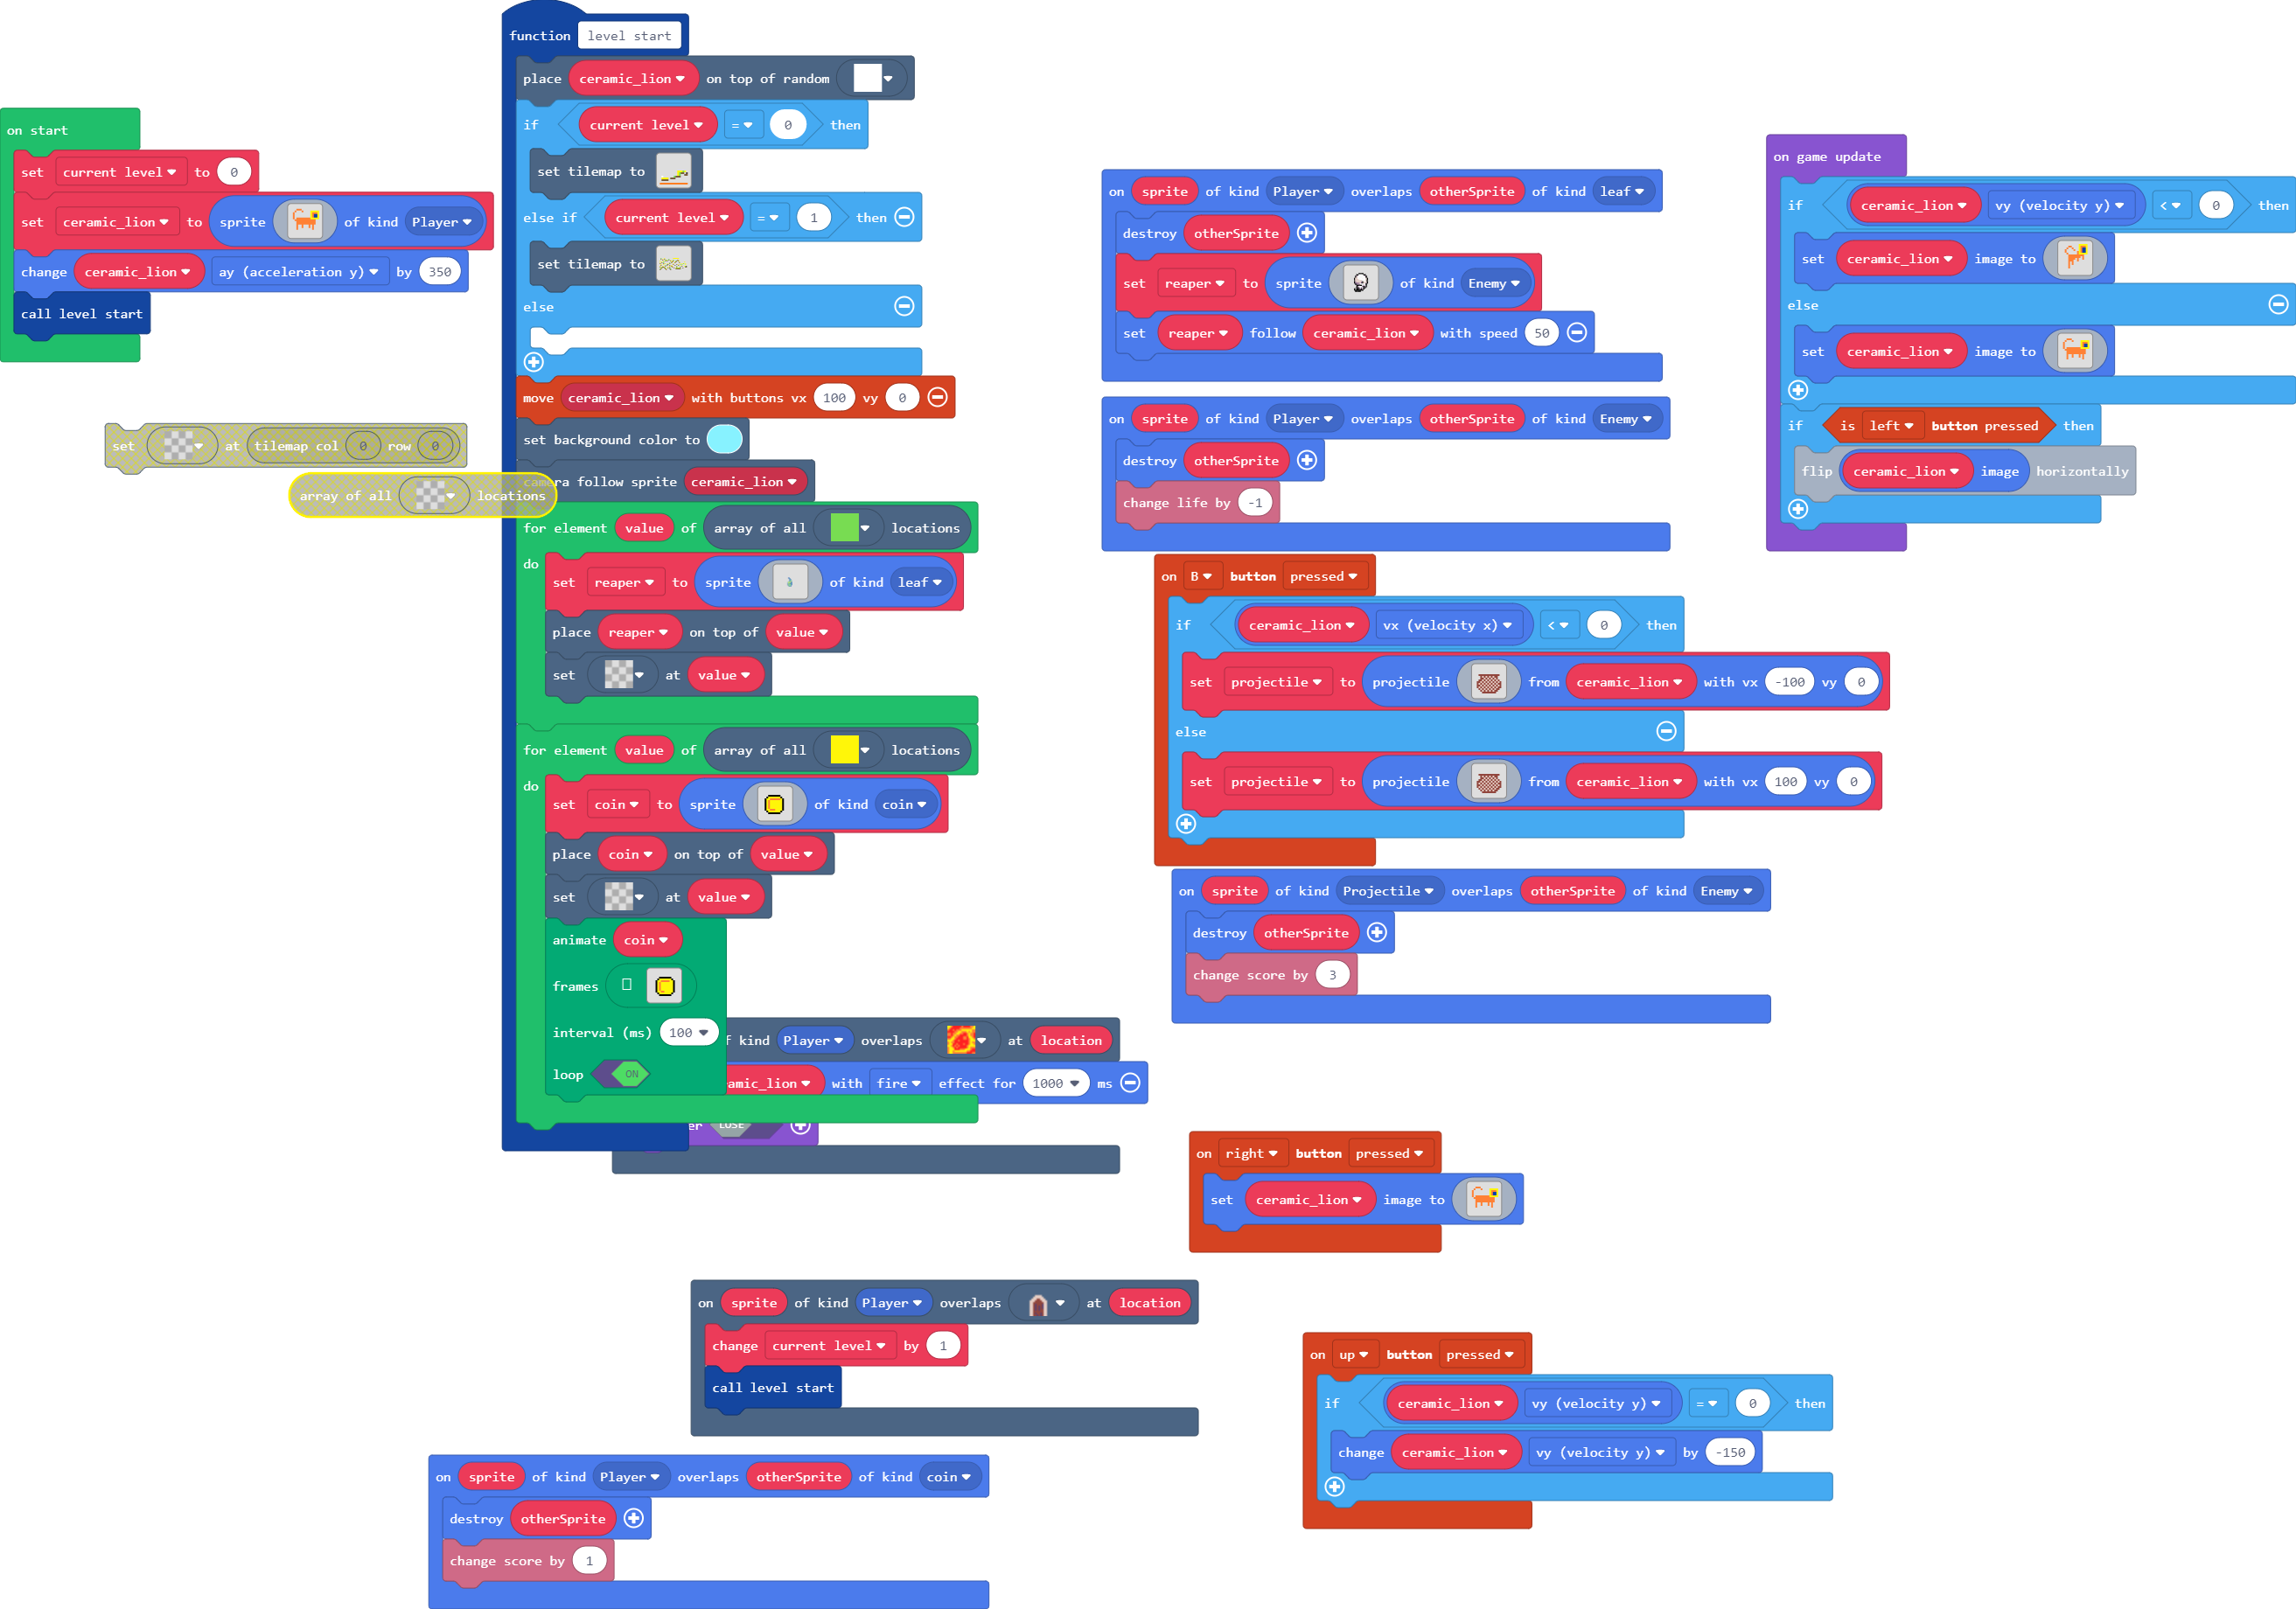 function level start
place ceramic_lion on top of random
if current level = 0 then
set tilemap to
else if current level = 1 then
set tilemap to
else
move ceramic_lion with buttons vx 100 vy 0
set background color to
camera follow sprite ceramic_lion
for element value of array of all locations
do
set reaper to sprite of kind leaf
place reaper on top of value
set at value
for element value of array of all locations
do
set coin to sprite of kind coin
place coin on top of value
set at value
animate coin
frames
interval (ms) 100
loop ON
on start
set current level to 0
set ceramic_lion to sprite of kind Player
change ceramic_lion ay (acceleration y) by 350
call level start
set at tilemap col 0 row 0
array of all locations
kind Player overlaps at location
ramic_lion with fire effect for 1000 ms
er LOSE
on sprite of kind Player overlaps otherSprite of kind leaf
destroy otherSprite
set reaper to sprite of kind Enemy
set reaper follow ceramic_lion with speed 50
on sprite of kind Player overlaps otherSprite of kind Enemy
destroy otherSprite
change life by -1
on B button pressed
if ceramic_lion vx (velocity x) < 0 then
set projectile to projectile from ceramic_lion with vx -100 vy 0
else
set projectile to projectile from ceramic_lion with vx 100 vy 0
on sprite of kind Projectile overlaps otherSprite of kind Enemy
destroy otherSprite
change score by 3
on game update
if ceramic_lion vy (velocity y) < 0 then
set ceramic_lion image to
else
set ceramic_lion image to
if is left button pressed then
flip ceramic_lion image horizontally
on right button pressed
set ceramic_lion image to
on sprite of kind Player overlaps at location
change current level by 1
call level start
on up button pressed
if ceramic_lion vy (velocity y) = 0 then
change ceramic_lion vy (velocity y) by -150
on sprite of kind Player overlaps otherSprite of kind coin
destroy otherSprite
change score by 1